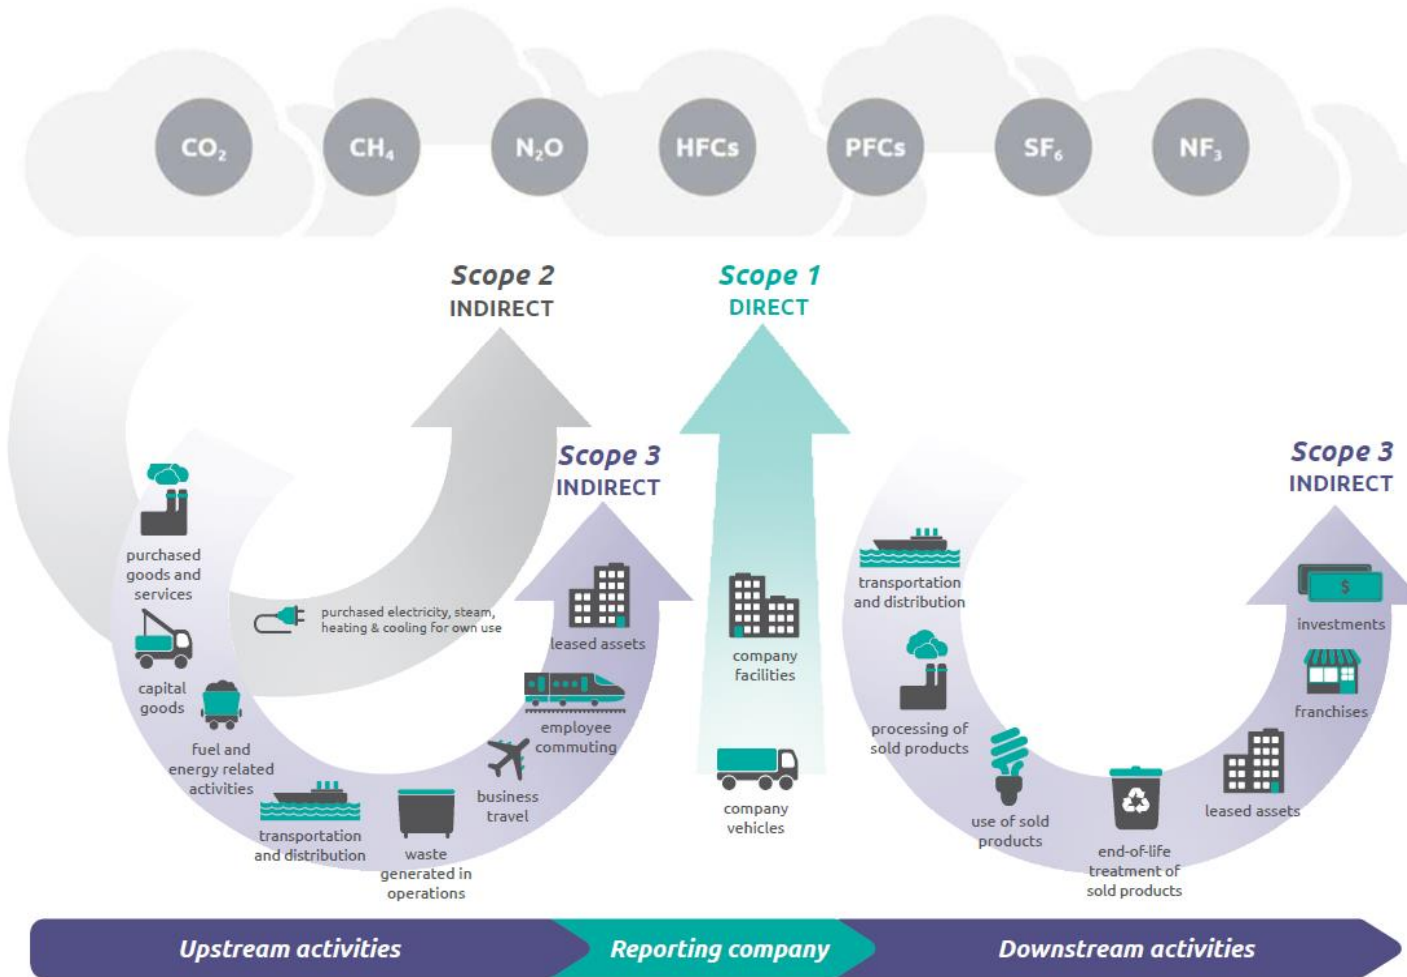 CO₂
CH₄
N₂O
HFCs
PFCs
SF₆
NF₃
Scope 2
INDIRECT
Scope 1
DIRECT
Scope 3
INDIRECT
Scope 3
INDIRECT
purchased
goods and
services
capital
goods
fuel and
energy related
activities
transportation
and distribution
waste
generated in
operations
business
travel
employee
commuting
leased assets
purchased electricity, steam,
heating & cooling for own use
company
facilities
company
vehicles
transportation
and distribution
processing of
sold products
use of sold
products
end-of-life
treatment of
sold products
leased assets
franchises
$
investments
Upstream activities
Reporting company
Downstream activities